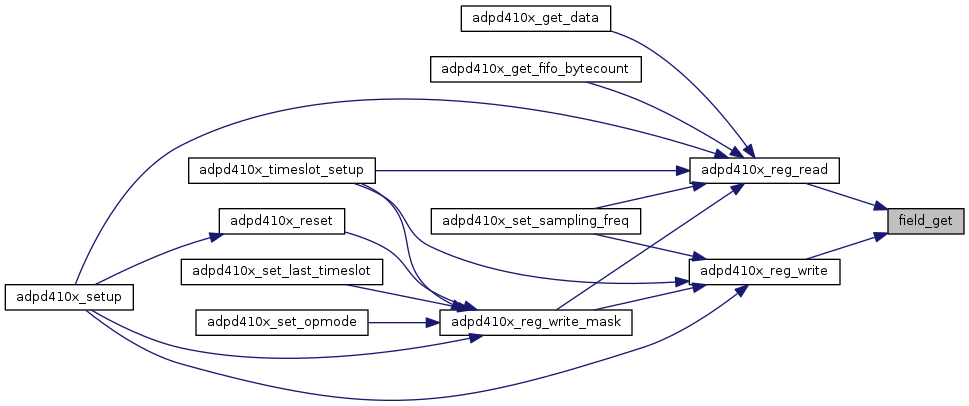 adpd410x_get_data
adpd410x_get_fifo_bytecount
adpd410x_timeslot_setup
adpd410x_reg_read
adpd410x_reset
adpd410x_set_sampling_freq
field_get
adpd410x_set_last_timeslot
adpd410x_reg_write
adpd410x_setup
adpd410x_set_opmode
adpd410x_reg_write_mask